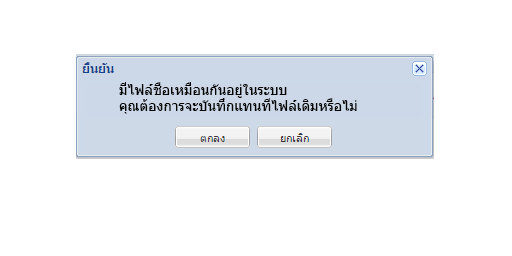 ยืนยัน
มีไฟล์ชื่อเหมือนกันอยู่ในระบบ
คุณต้องการจะบันทึกแทนที่ไฟล์เดิมหรือไม่
ตกลง ยกเลิก